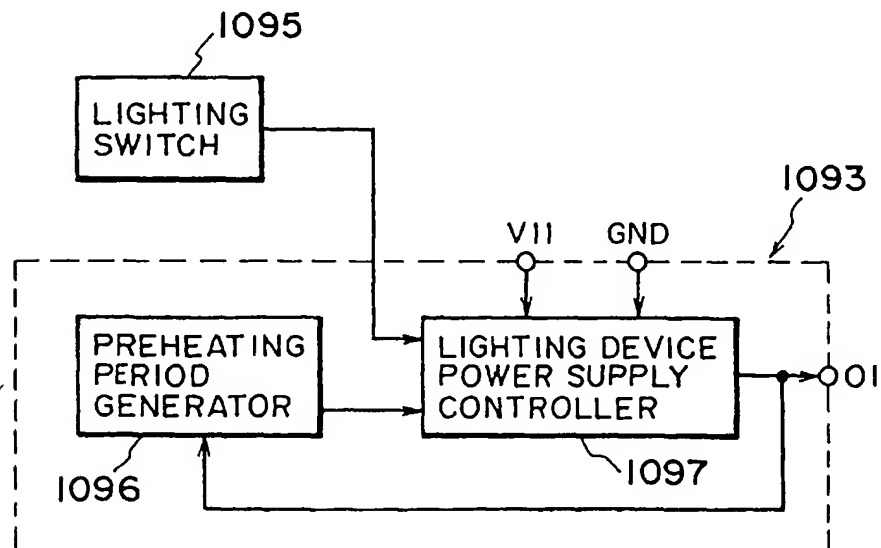 1095
LIGHTING
SWITCH
1093
V11
GND
PREHEATING
PERIOD
GENERATOR
LIGHTING DEVICE
POWER SUPPLY
CONTROLLER
O1
1096
1097